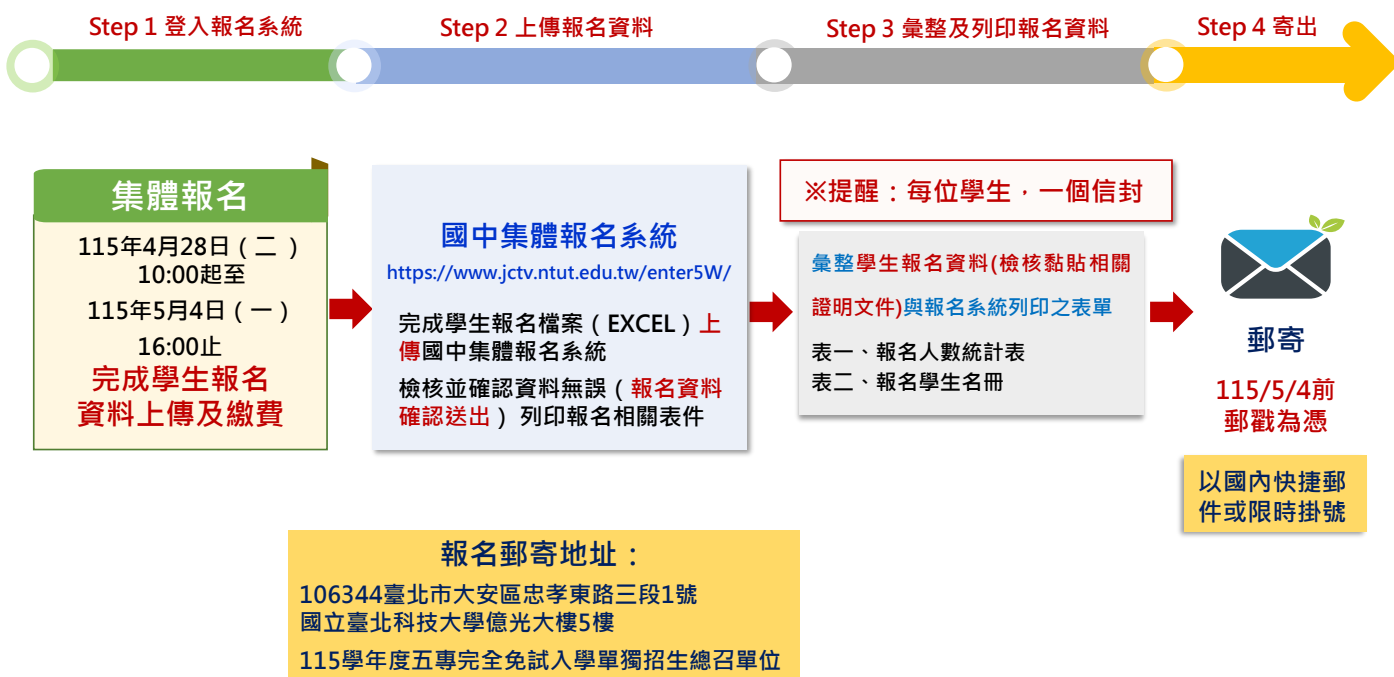 Step 1 登入報名系統
Step 2 上傳報名資料
Step 3 彙整及列印報名資料
Step 4 寄出
集體報名
115年4月28日（二 ）
10:00起至
115年5月4日（一）
16:00止
完成學生報名
資料上傳及繳費
國中集體報名系統
https://www.jctv.ntut.edu.tw/enter5W/
完成學生報名檔案（EXCEL）上
傳國中集體報名系統
檢核並確認資料無誤（報名資料
確認送出） 列印報名相關表件
※提醒：每位學生，一個信封
彙整學生報名資料(檢核黏貼相關
證明文件)與報名系統列印之表單
表一、報名人數統計表
表二、報名學生名冊
郵寄
115/5/4前
郵戳為憑
以國內快捷郵
件或限時掛號
報名郵寄地址：
106344臺北市大安區忠孝東路三段1號
國立臺北科技大學億光大樓5樓
115學年度五專完全免試入學單獨招生總召單位